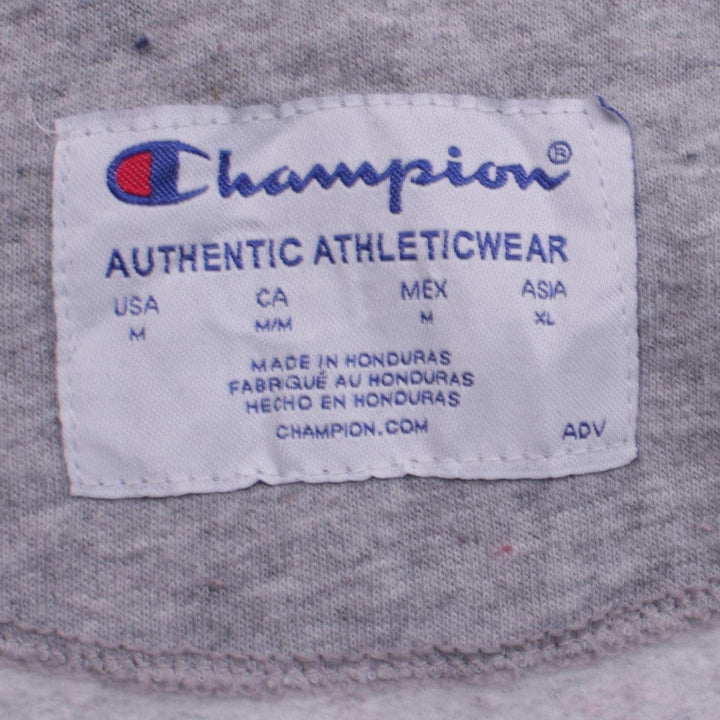 Champion®
AUTHENTIC ATHLETICWEAR
USA CA MEX ASIA
M M/M M XL
MADE IN HONDURAS
FABRIQUÉ AU HONDURAS
HECHO EN HONDURAS
CHAMPION.COM ADV